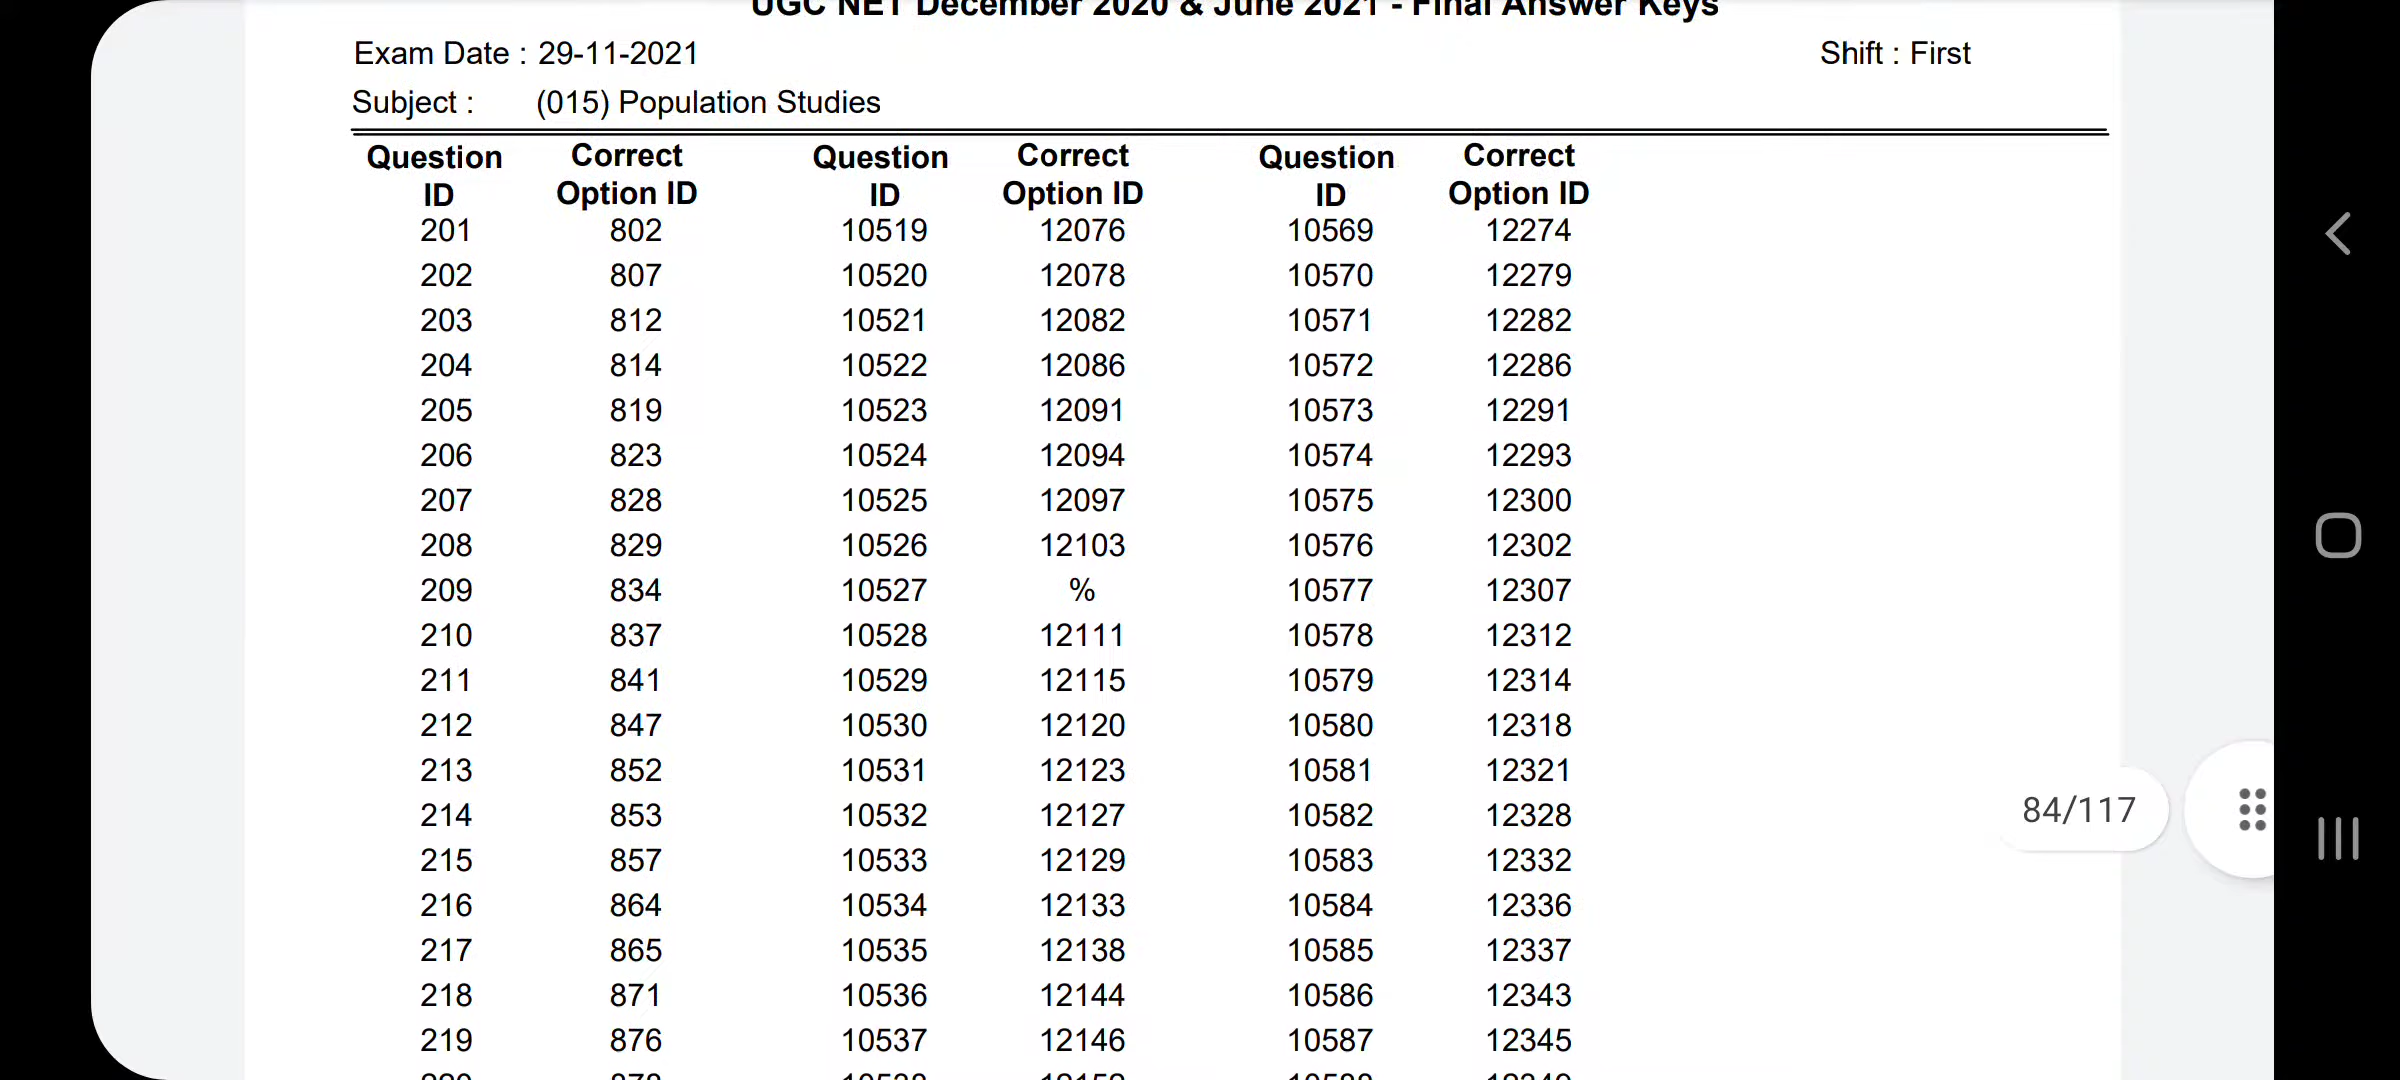 UGC NET December 2020 & June 2021 - Final Answer Keys
Exam Date : 29-11-2021 Shift : First
Subject : (015) Population Studies
Question Correct Question Correct Question Correct
ID Option ID ID Option ID ID Option ID
201 802 10519 12076 10569 12274
202 807 10520 12078 10570 12279
203 812 10521 12082 10571 12282
204 814 10522 12086 10572 12286
205 819 10523 12091 10573 12291
206 823 10524 12094 10574 12293
207 828 10525 12097 10575 12300
208 829 10526 12103 10576 12302
209 834 10527 % 10577 12307
210 837 10528 12111 10578 12312
211 841 10529 12115 10579 12314
212 847 10530 12120 10580 12318
213 852 10531 12123 10581 12321
214 853 10532 12127 10582 12328
84/117
215 857 10533 12129 10583 12332
216 864 10534 12133 10584 12336
217 865 10535 12138 10585 12337
218 871 10536 12144 10586 12343
219 876 10537 12146 10587 12345